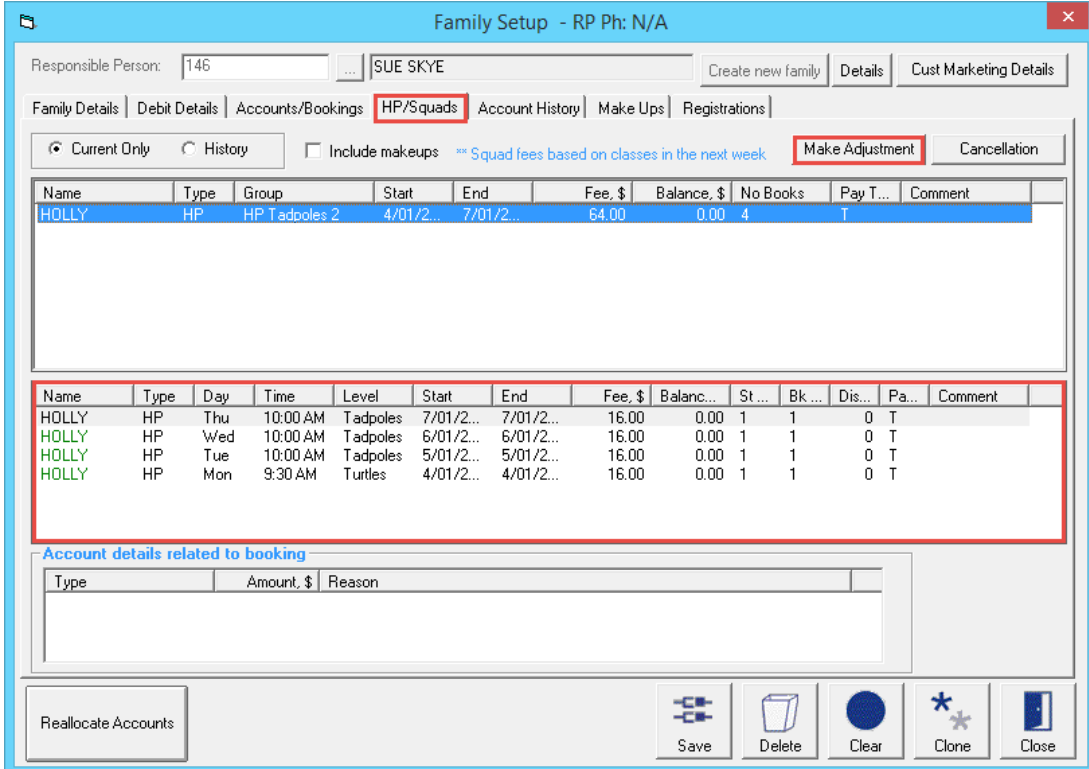 Family Setup - RP Ph: N/A
Responsible Person: 146 ... SUE SKYE Create new family Details Cust Marketing Details
Family Details Debit Details Accounts/Bookings HP/Squads Account History Make Ups Registrations
Current Only History Include makeups ** Squad fees based on classes in the next week Make Adjustment Cancellation
Name Type Group Start End Fee, $ Balance, $ No Books Pay T... Comment
HOLLY HP HP Tadpoles 2 4/01/2... 7/01/2... 64.00 0.00 4 T
Name Type Day Time Level Start End Fee, $ Balanc... St ... Bk ... Dis... Pa... Comment
HOLLY HP Thu 10:00 AM Tadpoles 7/01/2... 7/01/2... 16.00 0.00 1 1 0 T
HOLLY HP Wed 10:00 AM Tadpoles 6/01/2... 6/01/2... 16.00 0.00 1 1 0 T
HOLLY HP Tue 10:00 AM Tadpoles 5/01/2... 5/01/2... 16.00 0.00 1 1 0 T
HOLLY HP Mon 9:30 AM Turtles 4/01/2... 4/01/2... 16.00 0.00 1 1 0 T
Account details related to booking
Type Amount, $ Reason
Reallocate Accounts Save Delete Clear Clone Close